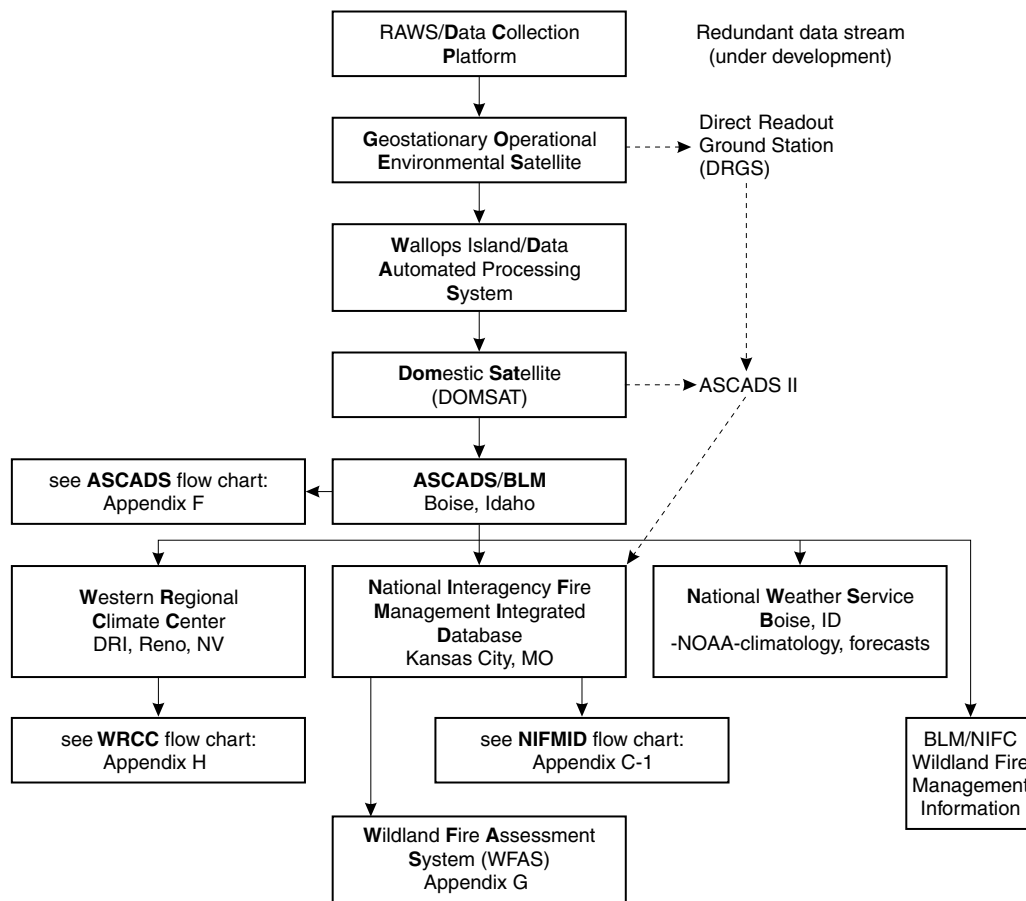 RAWS/Data Collection
Platform
Redundant data stream
(under development)
Geostationary Operational
Environmental Satellite
Direct Readout
Ground Station
(DRGS)
Wallops Island/Data
Automated Processing
System
Domestic Satellite
(DOMSAT)
ASCADS II
see ASCADS flow chart:
Appendix F
ASCADS/BLM
Boise, Idaho
Western Regional
Climate Center
DRI, Reno, NV
National Interagency Fire
Management Integrated
Database
Kansas City, MO
National Weather Service
Boise, ID
-NOAA-climatology, forecasts
see WRCC flow chart:
Appendix H
see NIFMID flow chart:
Appendix C-1
BLM/NIFC
Wildland Fire
Management
Information
Wildland Fire Assessment
System (WFAS)
Appendix G